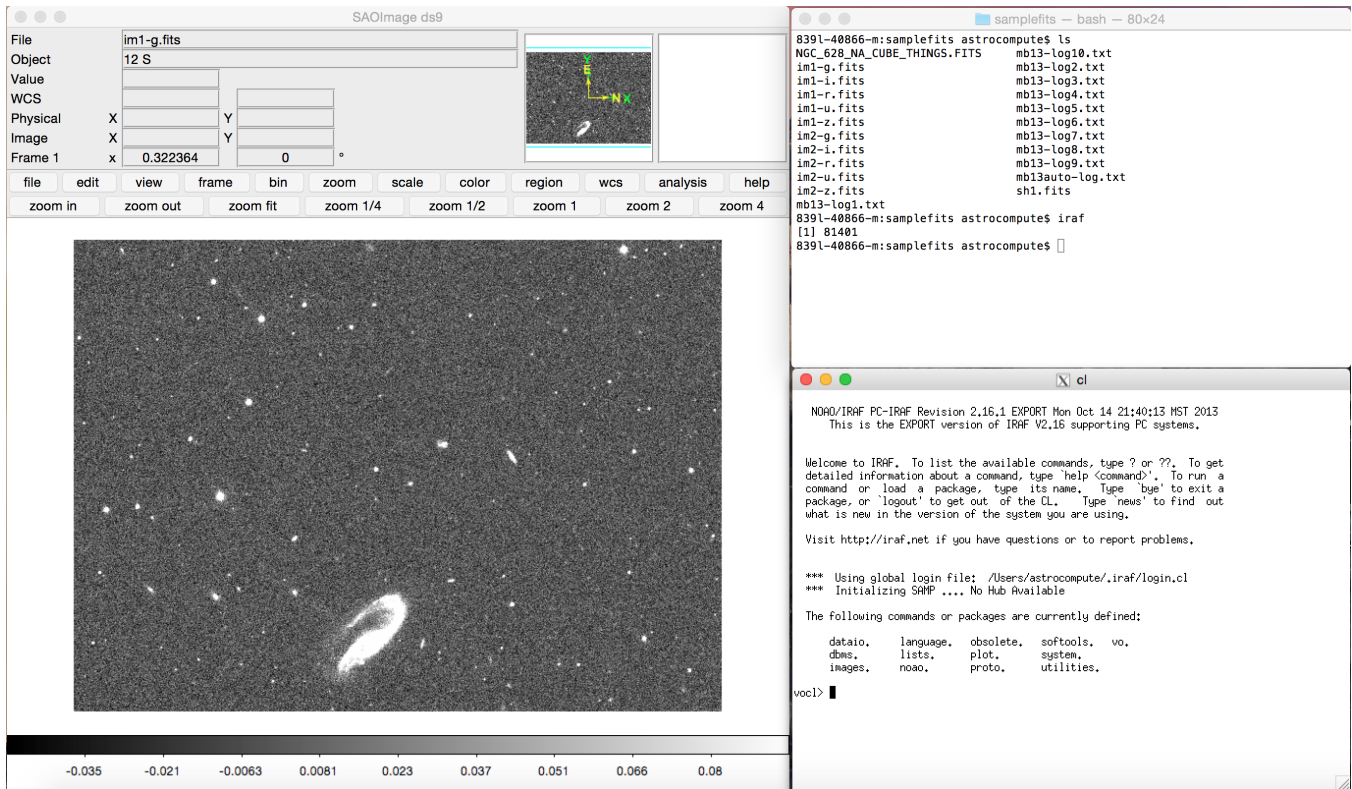 SAOImage ds9
File im1-g.fits
Object 12 S
Value
WCS
Physical X Y
Image X Y
Frame 1 x 0.322364 0 °
Y
E
N X
file edit view frame bin zoom scale color region wcs analysis help
zoom in zoom out zoom fit zoom 1/4 zoom 1/2 zoom 1 zoom 2 zoom 4
-0.035 -0.021 -0.0063 0.0081 0.023 0.037 0.051 0.066 0.08
samplefits — bash — 80×24
839l-40866-m:samplefits astrocompute$ ls
NGC_628_NA_CUBE_THINGS.FITS mb13-log10.txt
im1-g.fits mb13-log2.txt
im1-i.fits mb13-log3.txt
im1-r.fits mb13-log4.txt
im1-u.fits mb13-log5.txt
im1-z.fits mb13-log6.txt
im2-g.fits mb13-log7.txt
im2-i.fits mb13-log8.txt
im2-r.fits mb13-log9.txt
im2-u.fits mb13auto-log.txt
im2-z.fits sh1.fits
mb13-log1.txt
839l-40866-m:samplefits astrocompute$ iraf
[1] 81401
839l-40866-m:samplefits astrocompute$
X cl
NOAO/IRAF PC-IRAF Revision 2.16.1 EXPORT Mon Oct 14 21:40:13 MST 2013
This is the EXPORT version of IRAF V2.16 supporting PC systems.
Welcome to IRAF. To list the available commands, type ? or ??. To get
detailed information about a command, type `help <command>'. To run a
command or load a package, type its name. Type `bye' to exit a
package, or `logout' to get out of the CL. Type `news' to find out
what is new in the version of the system you are using.
Visit http://iraf.net if you have questions or to report problems.
*** Using global login file: /Users/astrocompute/.iraf/login.cl
*** Initializing SAMP .... No Hub Available
The following commands or packages are currently defined:
dataio. language. obsolete. softools. vo.
dbms. lists. plot. system.
images. noao. proto. utilities.
vocl>